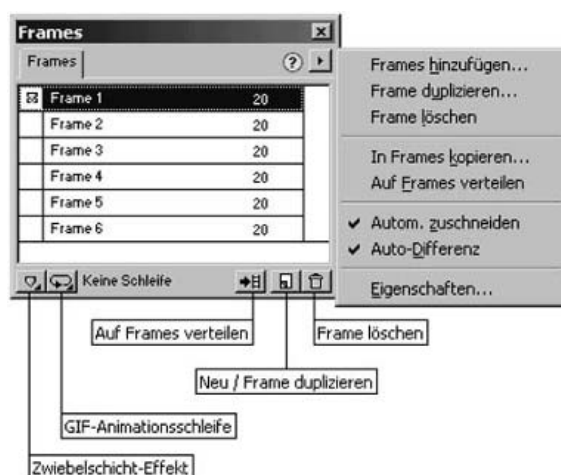 Frames
Frames
?
Frame 1 20
Frame 2 20
Frame 3 20
Frame 4 20
Frame 5 20
Frame 6 20
Keine Schleife
Frames hinzufügen...
Frame duplizieren...
Frame löschen
In Frames kopieren...
Auf Frames verteilen
Autom. zuschneiden
Auto-Differenz
Eigenschaften...
Auf Frames verteilen
Frame löschen
Neu / Frame duplizieren
GIF-Animationsschleife
Zwiebelschicht-Effekt